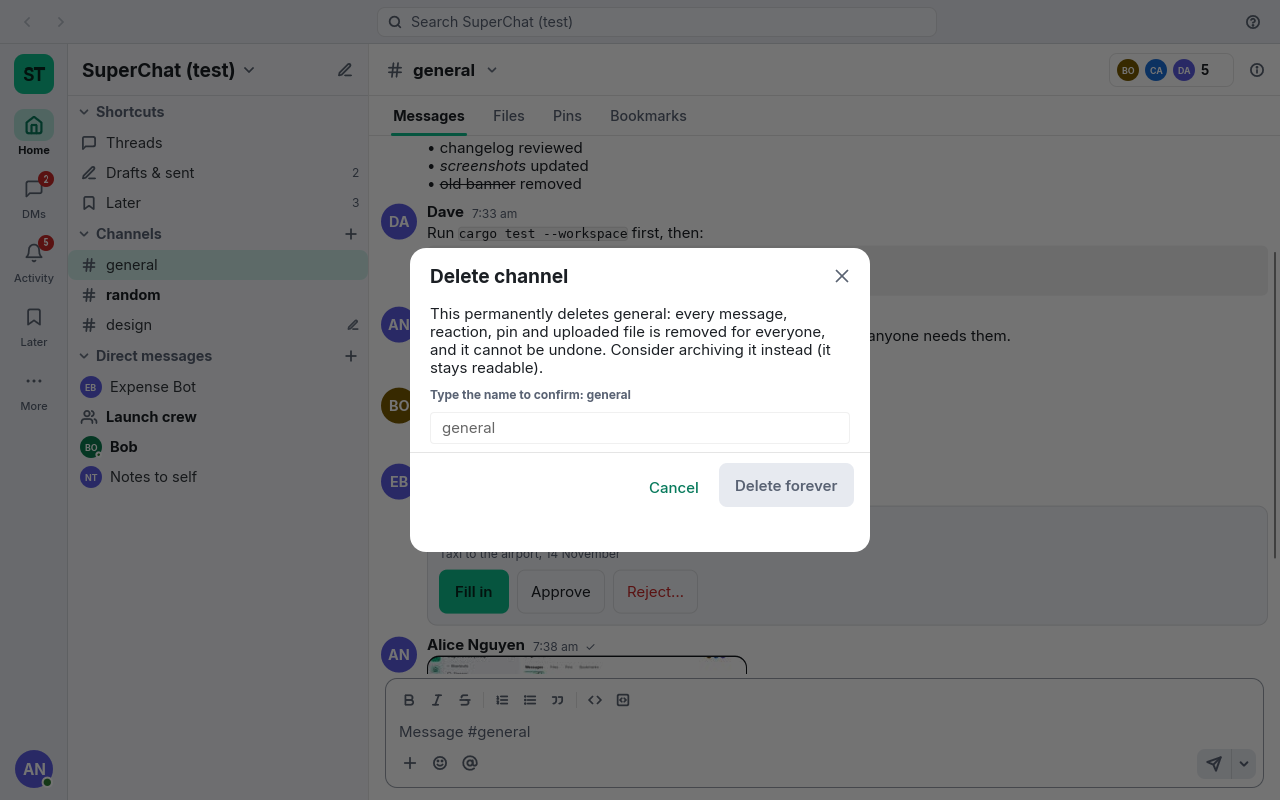 Search SuperChat (test)
ST
SuperChat (test)
general
BO CA DA 5
Home
2
DMs
5
Activity
Later
More
AN
Shortcuts
Threads
Drafts & sent 2
Later 3
Channels
general
random
design
Direct messages
EB Expense Bot
Launch crew
BO Bob
NT Notes to self
Messages Files Pins Bookmarks
• changelog reviewed
• screenshots updated
• old banner removed
DA Dave 7:33 am
Run cargo test --workspace first, then:
AN anyone needs them.
BO
EB
Delete channel
This permanently deletes general: every message,
reaction, pin and uploaded file is removed for everyone,
and it cannot be undone. Consider archiving it instead (it
stays readable).
Type the name to confirm: general
general
Cancel Delete forever
Taxi to the airport, 14 November
Fill in Approve Reject...
AN Alice Nguyen 7:38 am
Message #general